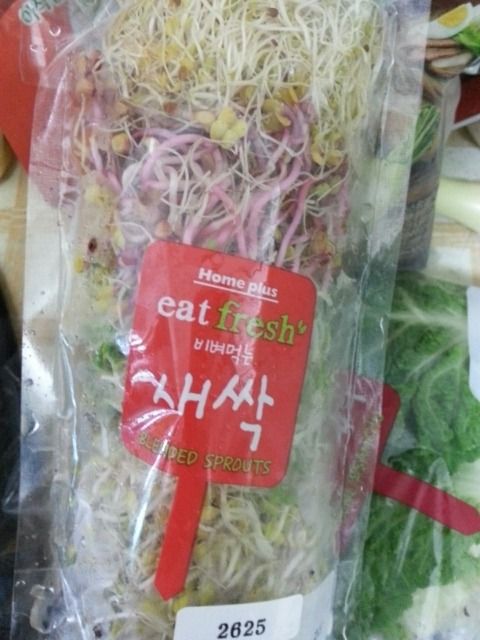 Home plus
eat fresh
비벼먹는
새싹
BLENDED SPROUTS
2625